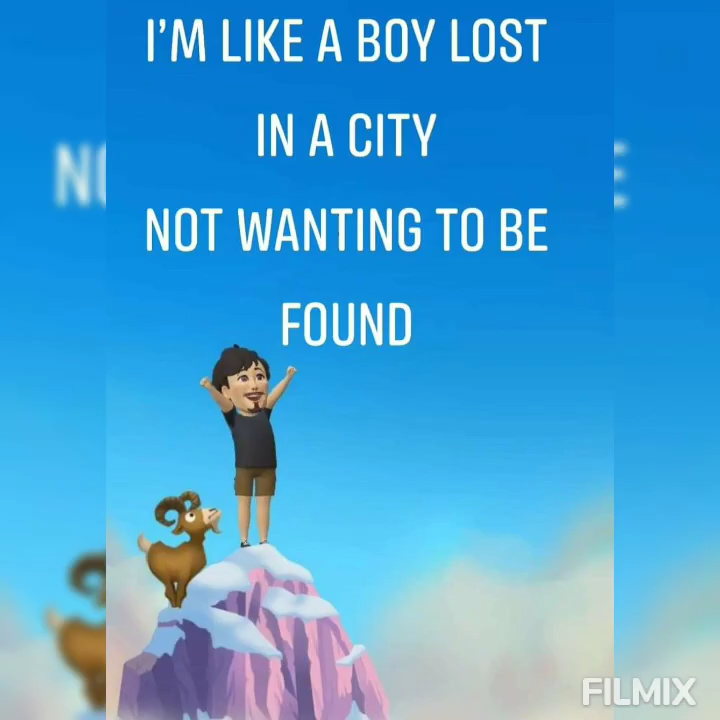 I'M LIKE A BOY LOST
IN A CITY
NOT WANTING TO BE
FOUND
FILMIX